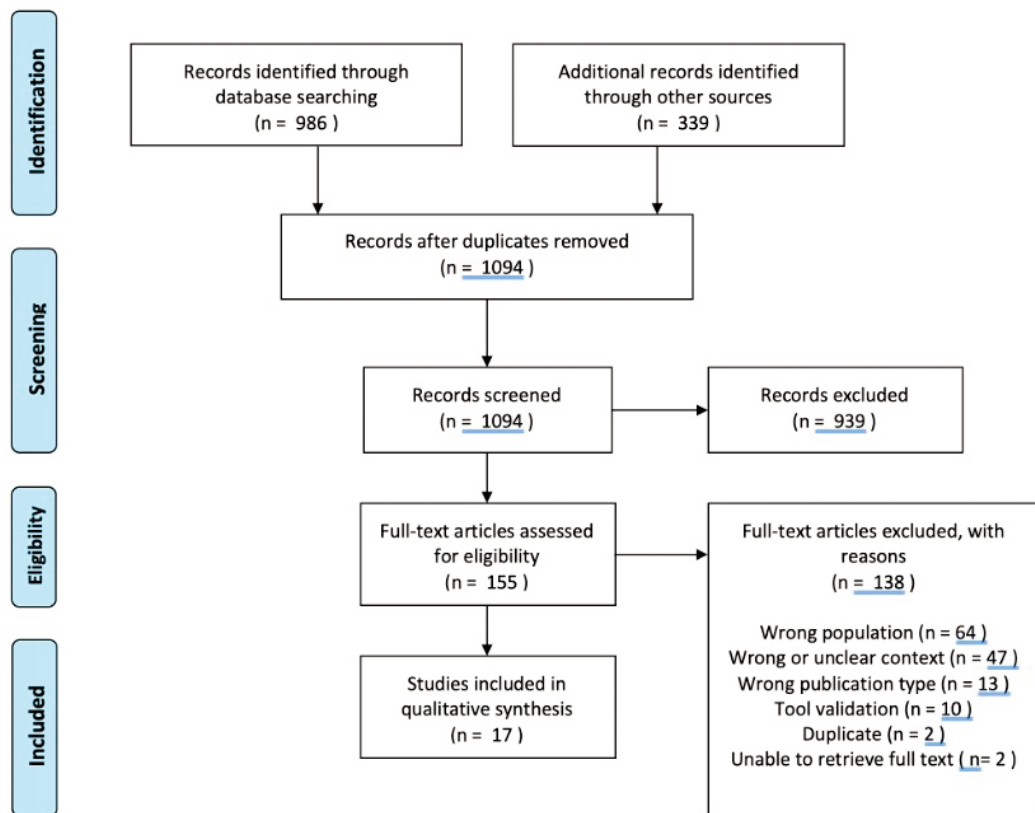 Identification
Records identified through
database searching
(n = 986 )
Additional records identified
through other sources
(n = 339 )
Screening
Records after duplicates removed
(n = 1094 )
Records screened
(n = 1094 )
Records excluded
(n = 939 )
Eligibility
Full-text articles assessed
for eligibility
(n = 155 )
Full-text articles excluded, with
reasons
(n = 138 )
Wrong population (n = 64 )
Wrong or unclear context (n = 47 )
Wrong publication type (n = 13 )
Tool validation (n = 10 )
Duplicate (n = 2 )
Unable to retrieve full text ( n= 2 )
Included
Studies included in
qualitative synthesis
(n = 17 )